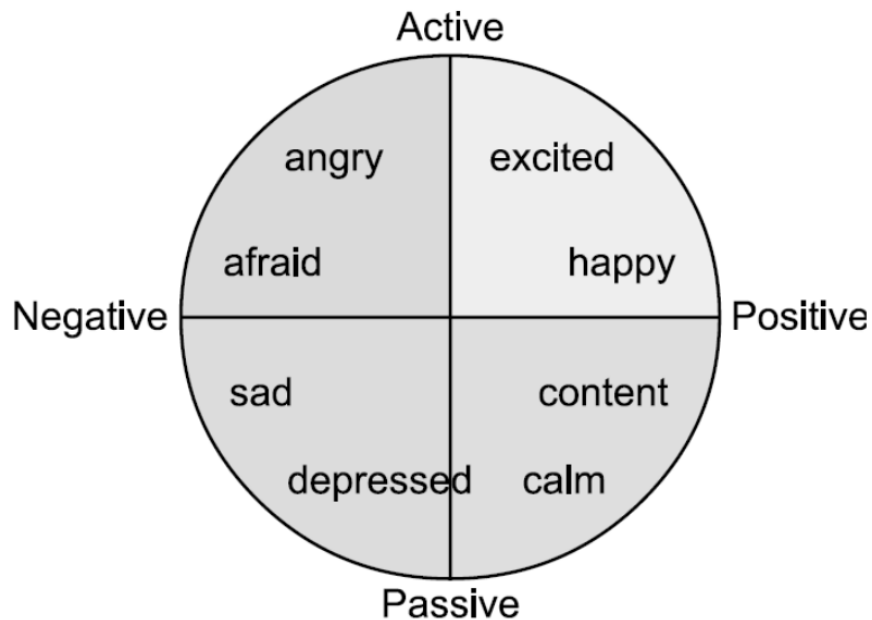 Active
angry excited
afraid happy
Negative Positive
sad content
depressed calm
Passive